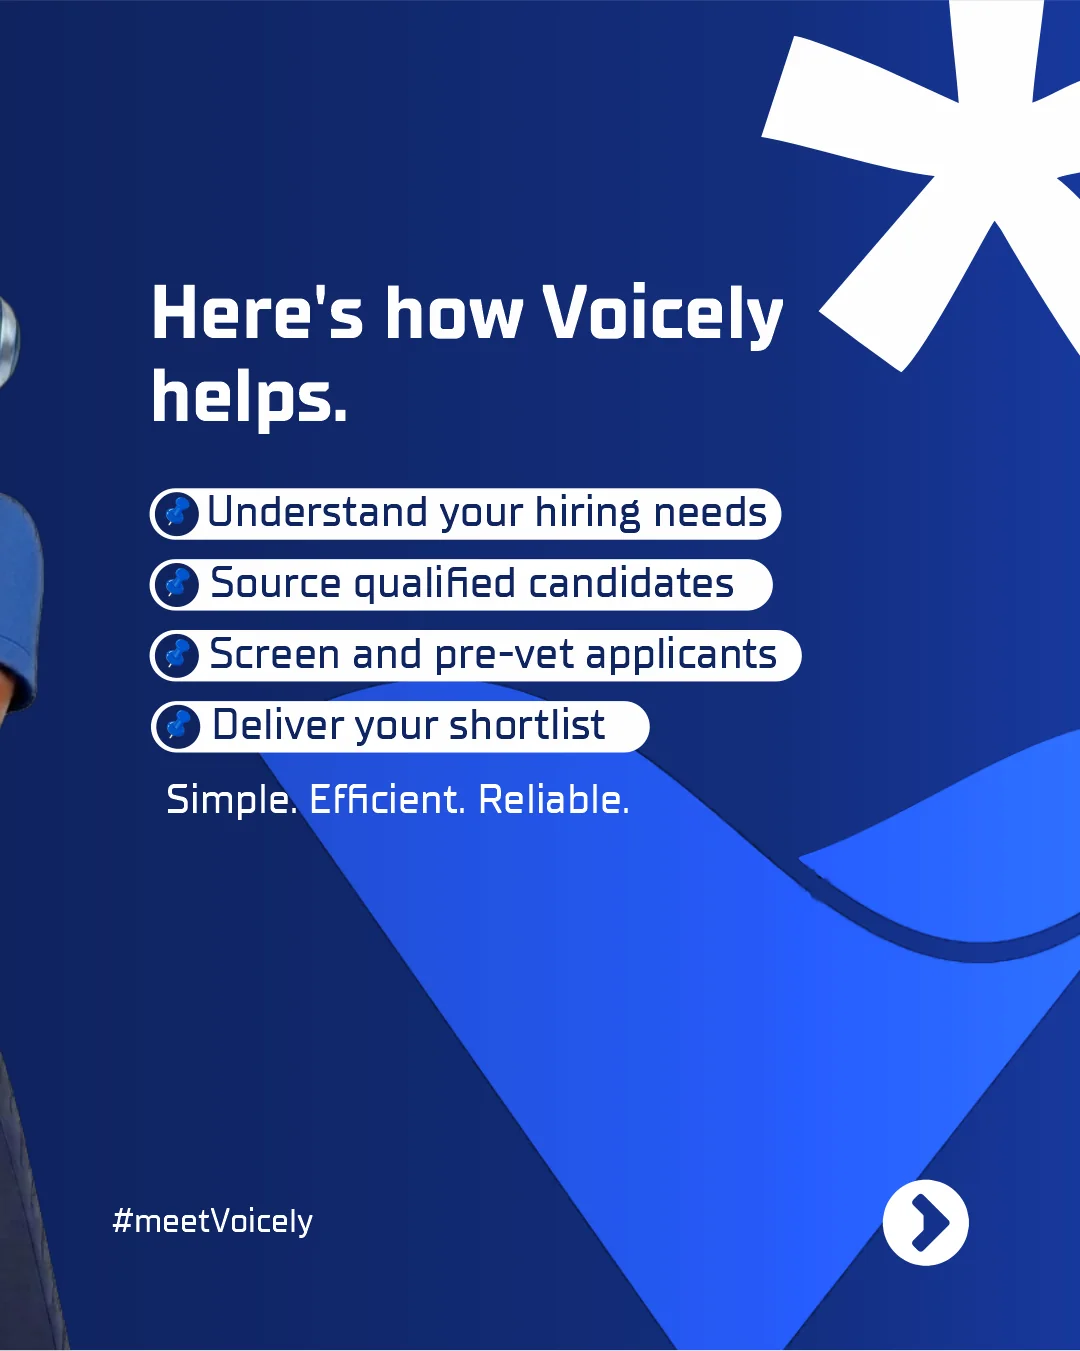 Here's how Voicely
helps.
Understand your hiring needs
Source qualified candidates
Screen and pre-vet applicants
Deliver your shortlist
Simple. Efficient. Reliable.
#meetVoicely